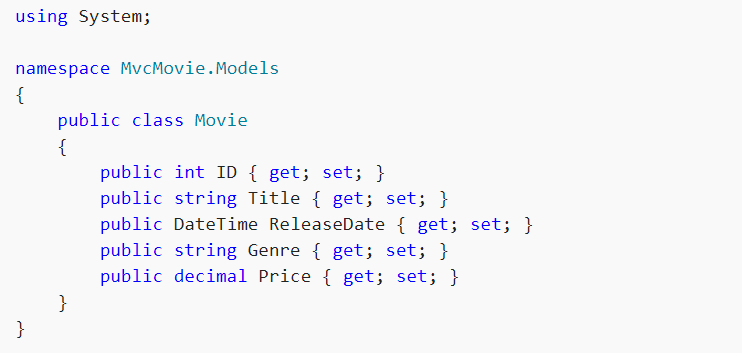 using System;
namespace MvcMovie.Models
{
public class Movie
{
public int ID { get; set; }
public string Title { get; set; }
public DateTime ReleaseDate { get; set; }
public string Genre { get; set; }
public decimal Price { get; set; }
}
}